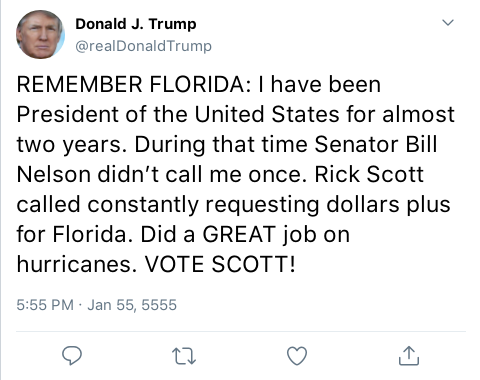 Donald J. Trump
@realDonaldTrump
REMEMBER FLORIDA: I have been
President of the United States for almost
two years. During that time Senator Bill
Nelson didn’t call me once. Rick Scott
called constantly requesting dollars plus
for Florida. Did a GREAT job on
hurricanes. VOTE SCOTT!
5:55 PM · Jan 55, 5555